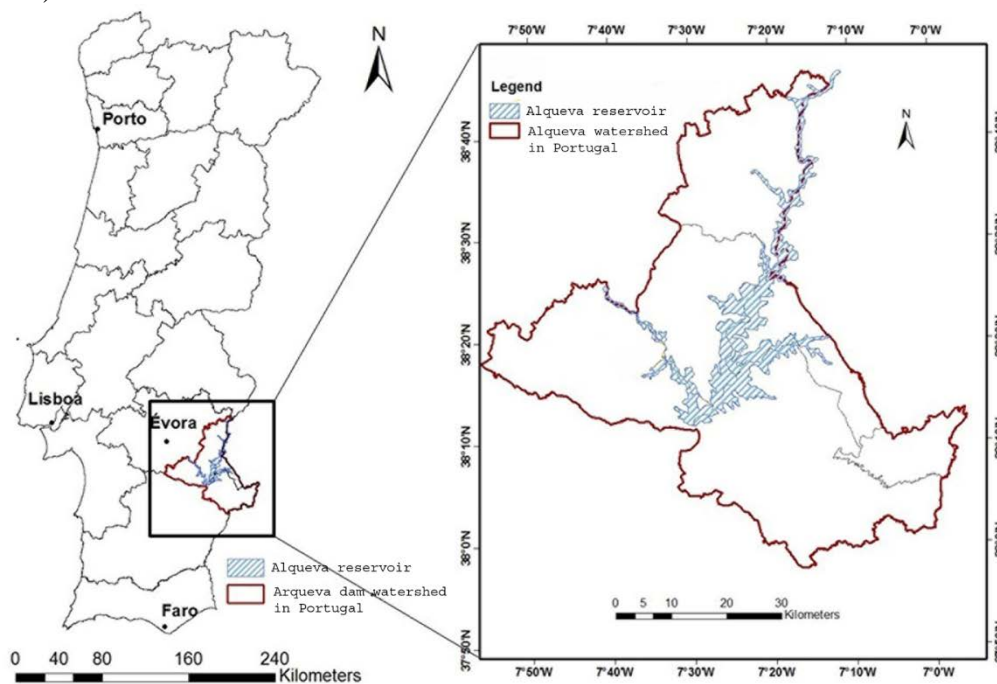 N
Porto
Lisboa
Évora
Faro
Alqueva reservoir
Arqueva dam watershed
in Portugal
0 40 80 160 240
Kilometers
7°50'W 7°40'W 7°30'W 7°20'W 7°10'W 7°0'W
Legend
Alqueva reservoir
Alqueva watershed
in Portugal
N
38°40'N
38°30'N
38°20'N
38°10'N
38°0'N
37°50'N
0 5 10 20 30
Kilometers
7°50'W 7°40'W 7°30'W 7°20'W 7°10'W 7°0'W